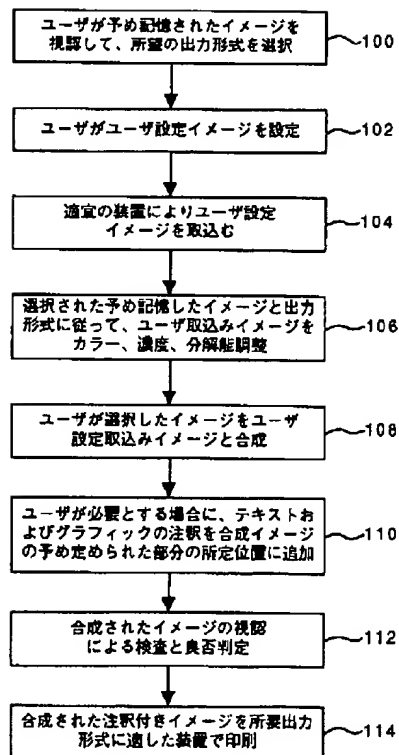 ユーザが予め記憶されたイメージを
視認して、所望の出力形式を選択
100
ユーザがユーザ設定イメージを設定
102
適宜の装置によりユーザ設定
イメージを取込む
104
選択された予め記憶したイメージと出力
形式に従って、ユーザ取込みイメージを
カラー、濃度、分解能調整
106
ユーザが選択したイメージをユーザ
設定取込みイメージと合成
108
ユーザが必要とする場合に、テキストお
よびグラフィックの注釈を合成イメージ
の予め定められた部分の所定位置に追加
110
合成されたイメージの視認
による検査と良否判定
112
合成された注釈付きイメージを所要出力
形式に適した装置で印刷
114